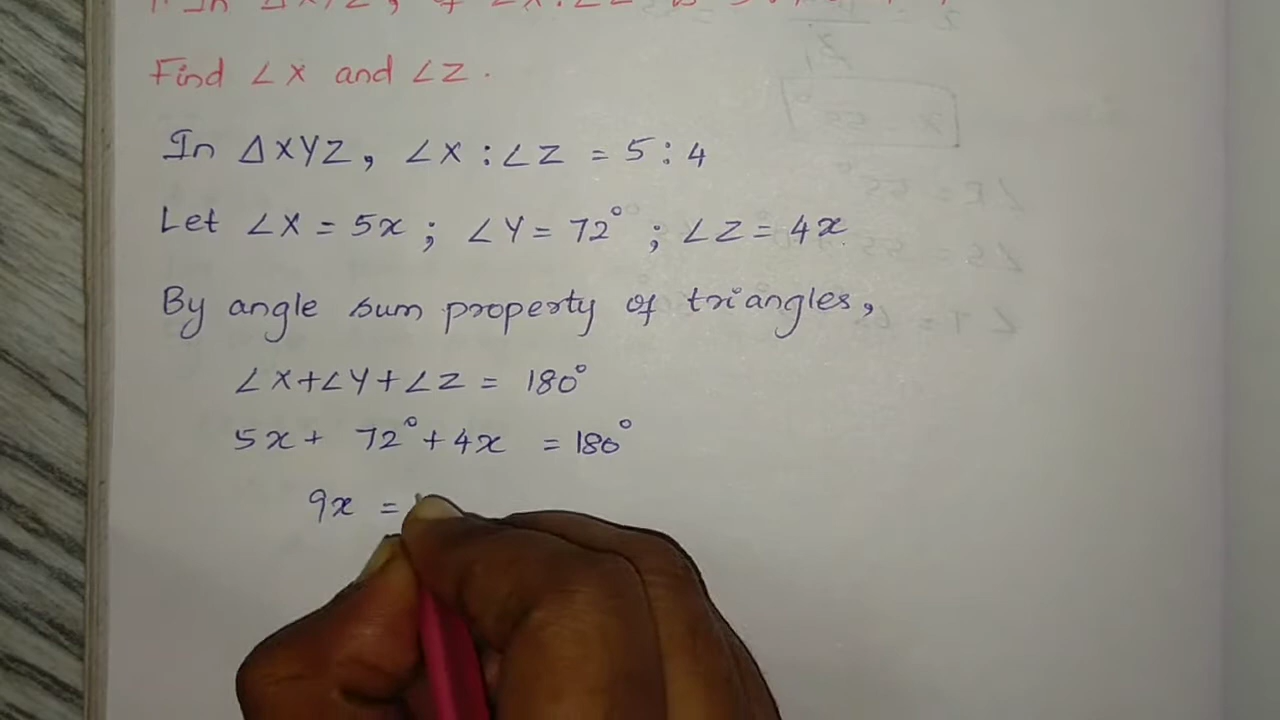 Find ∠X and ∠Z.
In ΔXYZ, ∠X : ∠Z = 5 : 4
Let ∠X = 5x ; ∠Y = 72° ; ∠Z = 4x.
By angle sum property of triangles,
∠X+∠Y+∠Z = 180°
5x + 72° + 4x = 180°
9x =